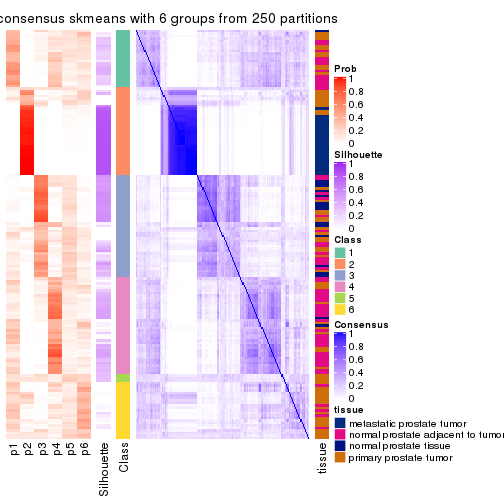 consensus skmeans with 6 groups from 250 partitions
Prob
1
0.8
0.6
0.4
0.2
0
Silhouette
1
0.8
0.6
0.4
0.2
0
Class
1
2
3
4
5
6
Consensus
1
0.8
0.6
0.4
0.2
0
tissue
metastatic prostate tumor
normal prostate adjacent to tumor
normal prostate tissue
primary prostate tumor
p1
p2
p3
p4
p5
p6
Silhouette
Class
tissue